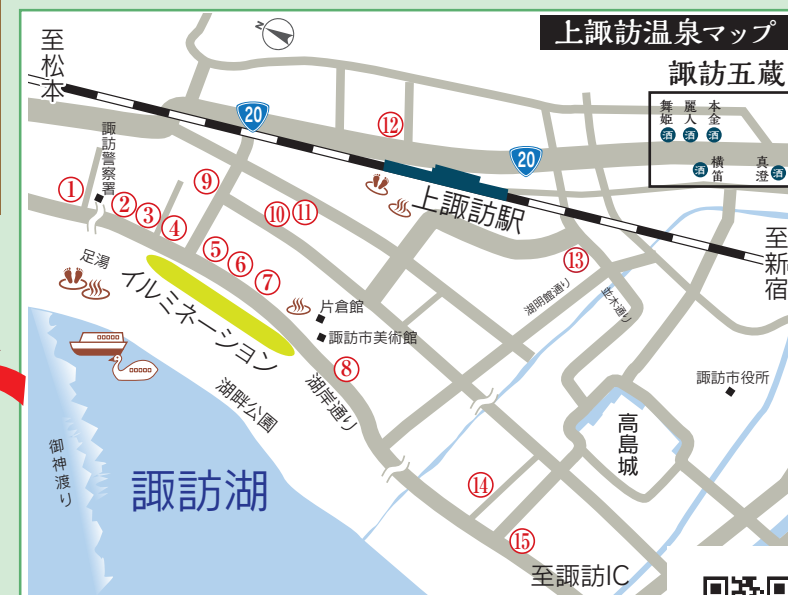 上諏訪温泉マップ
諏訪五蔵
舞姫
麗人
本金
酒
酒
酒
酒
横笛
真澄
酒
至松本
N
20
⑫
20
諏訪警察署
①
②
③
④
⑨
⑩
⑪
上諏訪駅
至新宿
⑬
⑤
⑥
⑦
足湯
イルミネーション
片倉館
諏訪市美術館
湖明館通り
並木通り
⑧
湖岸通り
湖畔公園
諏訪市役所
高島城
御神渡り
諏訪湖
⑭
⑮
至諏訪IC